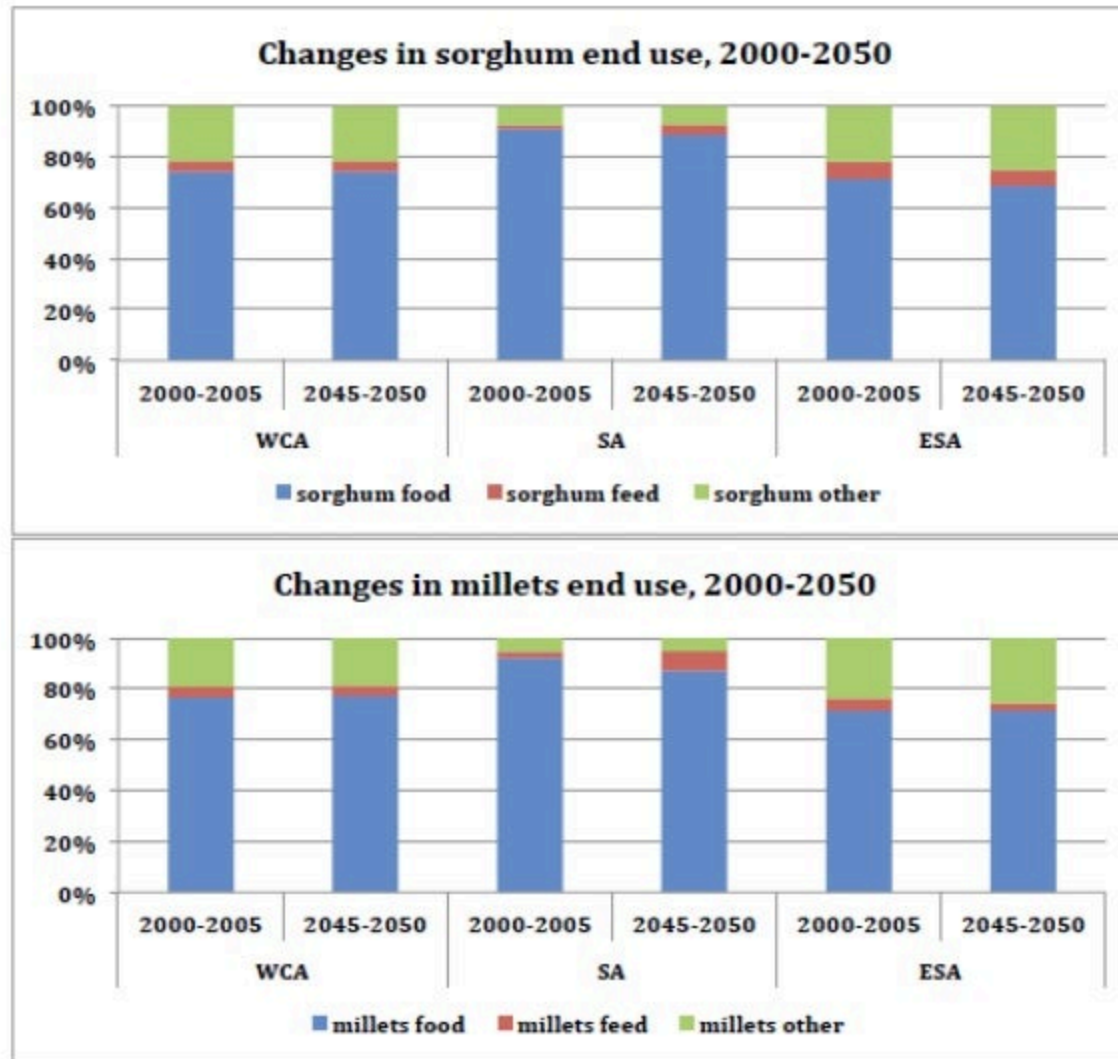 Changes in sorghum end use, 2000-2050
100%
80%
60%
40%
20%
0%
2000-2005 2045-2050 2000-2005 2045-2050 2000-2005 2045-2050
WCA SA ESA
sorghum food sorghum feed sorghum other
Changes in millets end use, 2000-2050
100%
80%
60%
40%
20%
0%
2000-2005 2045-2050 2000-2005 2045-2050 2000-2005 2045-2050
WCA SA ESA
millets food millets feed millets other